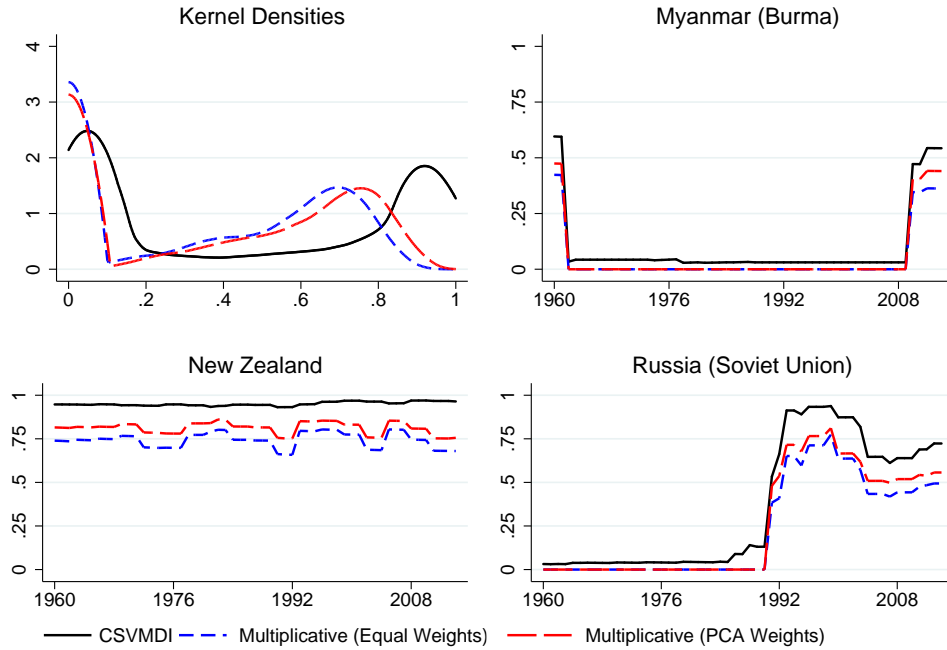 Kernel Densities
4
3
2
1
0
0 .2 .4 .6 .8 1
Myanmar (Burma)
1
.75
.5
.25
0
1960 1976 1992 2008
New Zealand
1
.75
.5
.25
0
1960 1976 1992 2008
Russia (Soviet Union)
1
.75
.5
.25
0
1960 1976 1992 2008
CSVMDI Multiplicative (Equal Weights) Multiplicative (PCA Weights)